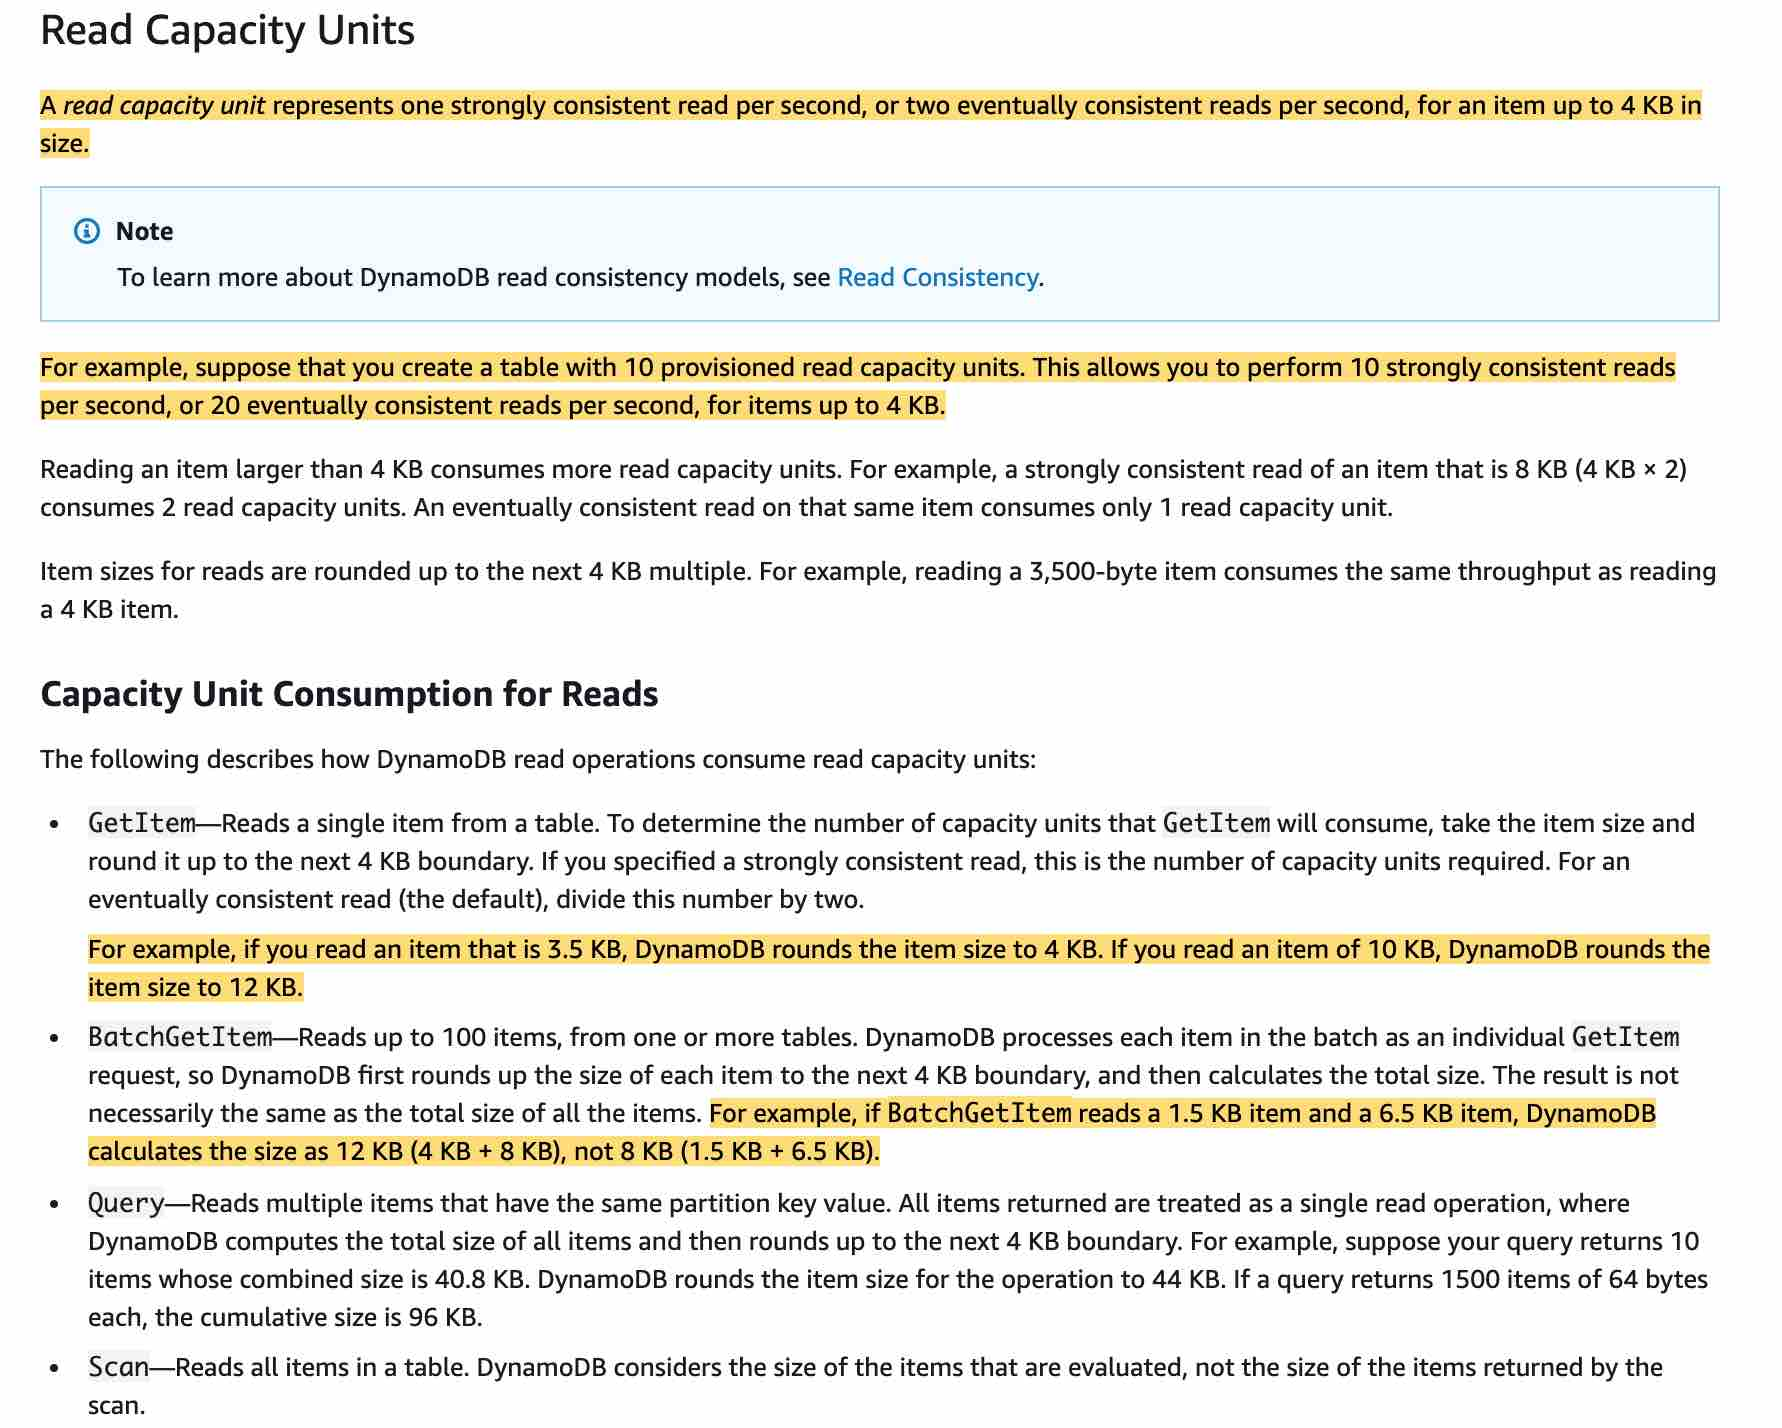 Read Capacity Units
A read capacity unit represents one strongly consistent read per second, or two eventually consistent reads per second, for an item up to 4 KB in
size.
Note
To learn more about DynamoDB read consistency models, see Read Consistency.
For example, suppose that you create a table with 10 provisioned read capacity units. This allows you to perform 10 strongly consistent reads
per second, or 20 eventually consistent reads per second, for items up to 4 KB.
Reading an item larger than 4 KB consumes more read capacity units. For example, a strongly consistent read of an item that is 8 KB (4 KB × 2)
consumes 2 read capacity units. An eventually consistent read on that same item consumes only 1 read capacity unit.
Item sizes for reads are rounded up to the next 4 KB multiple. For example, reading a 3,500-byte item consumes the same throughput as reading
a 4 KB item.
Capacity Unit Consumption for Reads
The following describes how DynamoDB read operations consume read capacity units:
• GetItem—Reads a single item from a table. To determine the number of capacity units that GetItem will consume, take the item size and
round it up to the next 4 KB boundary. If you specified a strongly consistent read, this is the number of capacity units required. For an
eventually consistent read (the default), divide this number by two.
For example, if you read an item that is 3.5 KB, DynamoDB rounds the item size to 4 KB. If you read an item of 10 KB, DynamoDB rounds the
item size to 12 KB.
• BatchGetItem—Reads up to 100 items, from one or more tables. DynamoDB processes each item in the batch as an individual GetItem
request, so DynamoDB first rounds up the size of each item to the next 4 KB boundary, and then calculates the total size. The result is not
necessarily the same as the total size of all the items. For example, if BatchGetItem reads a 1.5 KB item and a 6.5 KB item, DynamoDB
calculates the size as 12 KB (4 KB + 8 KB), not 8 KB (1.5 KB + 6.5 KB).
• Query—Reads multiple items that have the same partition key value. All items returned are treated as a single read operation, where
DynamoDB computes the total size of all items and then rounds up to the next 4 KB boundary. For example, suppose your query returns 10
items whose combined size is 40.8 KB. DynamoDB rounds the item size for the operation to 44 KB. If a query returns 1500 items of 64 bytes
each, the cumulative size is 96 KB.
• Scan—Reads all items in a table. DynamoDB considers the size of the items that are evaluated, not the size of the items returned by the
scan.